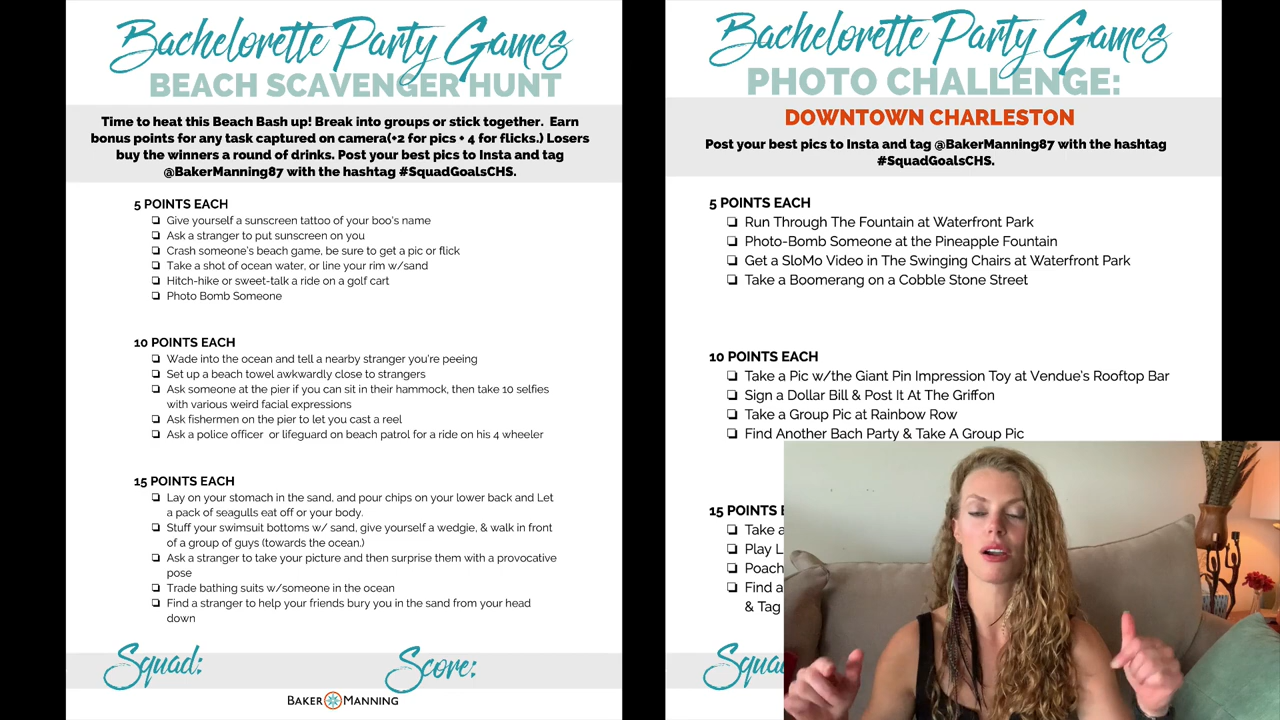 Bachelorette Party Games
BEACH SCAVENGER HUNT
Time to heat this Beach Bash up! Break into groups or stick together. Earn
bonus points for any task captured on camera(+2 for pics + 4 for flicks.) Losers
buy the winners a round of drinks. Post your best pics to Insta and tag
@BakerManning87 with the hashtag #SquadGoalsCHS.
5 POINTS EACH
Give yourself a sunscreen tattoo of your boo's name
Ask a stranger to put sunscreen on you
Crash someone's beach game, be sure to get a pic or flick
Take a shot of ocean water, or line your rim w/sand
Hitch-hike or sweet-talk a ride on a golf cart
Photo Bomb Someone
10 POINTS EACH
Wade into the ocean and tell a nearby stranger you're peeing
Set up a beach towel awkwardly close to strangers
Ask someone at the pier if you can sit in their hammock, then take 10 selfies
with various weird facial expressions
Ask fishermen on the pier to let you cast a reel
Ask a police officer or lifeguard on beach patrol for a ride on his 4 wheeler
15 POINTS EACH
Lay on your stomach in the sand, and pour chips on your lower back and Let
a pack of seagulls eat off or your body.
Stuff your swimsuit bottoms w/ sand, give yourself a wedgie, & walk in front
of a group of guys (towards the ocean.)
Ask a stranger to take your picture and then surprise them with a provocative
pose
Trade bathing suits w/someone in the ocean
Find a stranger to help your friends bury you in the sand from your head
down
Squad:
Score:
BAKER MANNING
Bachelorette Party Games
PHOTO CHALLENGE:
DOWNTOWN CHARLESTON
Post your best pics to Insta and tag @BakerManning87 with the hashtag
#SquadGoalsCHS.
5 POINTS EACH
Run Through The Fountain at Waterfront Park
Photo-Bomb Someone at the Pineapple Fountain
Get a SloMo Video in The Swinging Chairs at Waterfront Park
Take a Boomerang on a Cobble Stone Street
10 POINTS EACH
Take a Pic w/the Giant Pin Impression Toy at Vendue's Rooftop Bar
Sign a Dollar Bill & Post It At The Griffon
Take a Group Pic at Rainbow Row
Find Another Bach Party & Take A Group Pic
15 POINTS
Take a
Play
Poach
Find a
& Tag